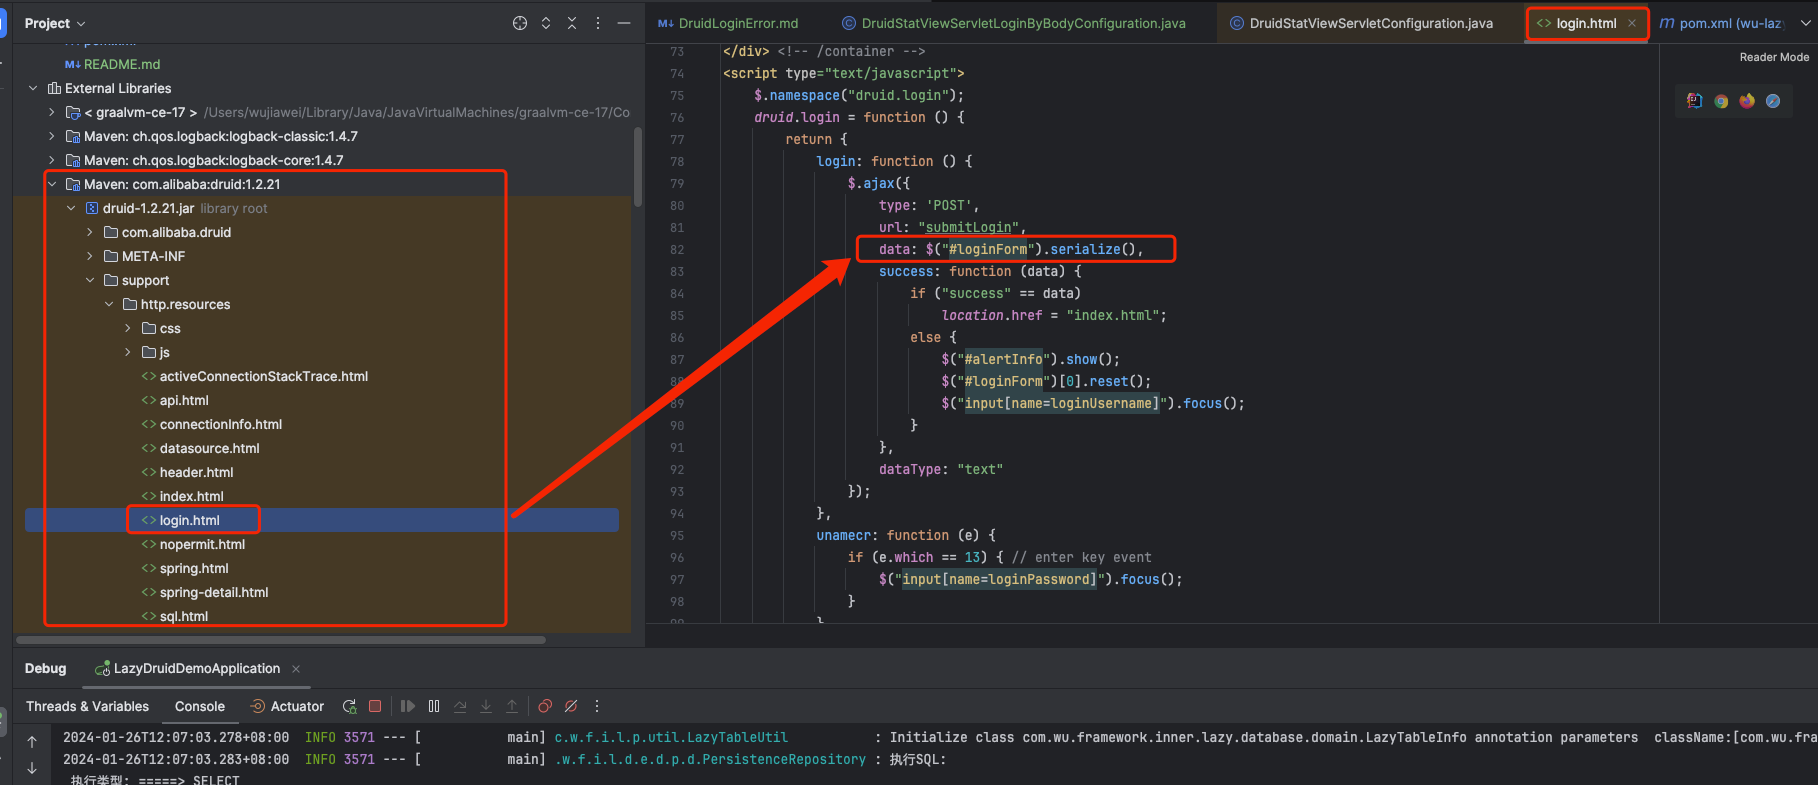 Project
M↓ DruidLoginError.md
DruidStatViewServletLoginByBodyConfiguration.java
DruidStatViewServletConfiguration.java
<> login.html ×
m pom.xml (wu-lazy
Reader Mode
M↓ README.md
External Libraries
< graalvm-ce-17 > /Users/wujiawei/Library/Java/JavaVirtualMachines/graalvm-ce-17/Co
Maven: ch.qos.logback:logback-classic:1.4.7
Maven: ch.qos.logback:logback-core:1.4.7
Maven: com.alibaba:druid:1.2.21
druid-1.2.21.jar library root
com.alibaba.druid
META-INF
support
http.resources
css
js
<> activeConnectionStackTrace.html
<> api.html
<> connectionInfo.html
<> datasource.html
<> header.html
<> index.html
<> login.html
<> nopermit.html
<> spring.html
<> spring-detail.html
<> sql.html
73 </div> <!-- /container -->
74 <script type="text/javascript">
75 $.namespace("druid.login");
76 druid.login = function () {
77 return {
78 login: function () {
79 $.ajax({
80 type: 'POST',
81 url: "submitLogin",
82 data: $("#loginForm").serialize(),
83 success: function (data) {
84 if ("success" == data)
85 location.href = "index.html";
86 else {
87 $("#alertInfo").show();
88 $("#loginForm")[0].reset();
89 $("input[name=loginUsername]").focus();
90 }
91 },
92 dataType: "text"
93 });
94 },
95 unamecr: function (e) {
96 if (e.which == 13) { // enter key event
97 $("input[name=loginPassword]").focus();
98 }
Debug
LazyDruidDemoApplication ×
Threads & Variables
Console
Actuator
2024-01-26T12:07:03.278+08:00 INFO 3571 --- [ main] c.w.f.i.l.p.util.LazyTableUtil : Initialize class com.wu.framework.inner.lazy.database.domain.LazyTableInfo annotation parameters className:[com.wu.fra
2024-01-26T12:07:03.283+08:00 INFO 3571 --- [ main] .w.f.i.l.d.e.d.p.d.PersistenceRepository : 执行SQL:
执行类型: =====> SELECT